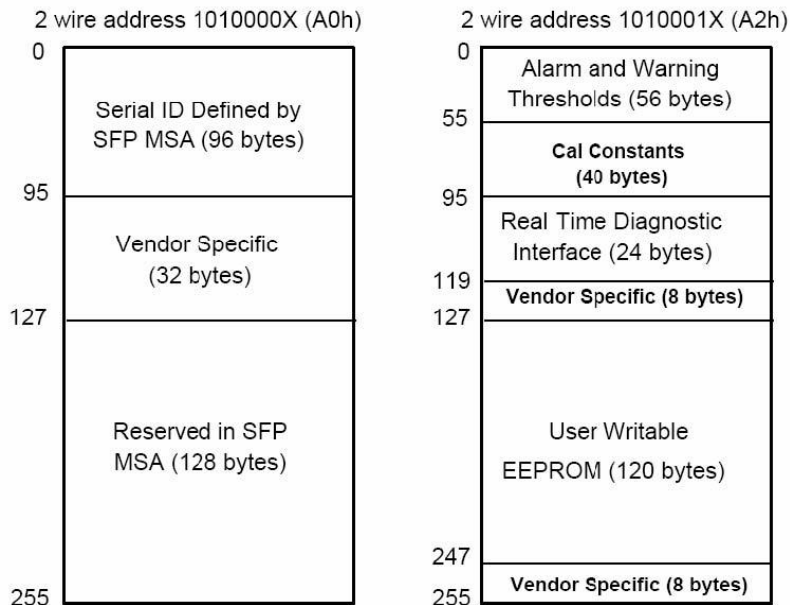 2 wire address 1010000X (A0h)
0
Serial ID Defined by
SFP MSA (96 bytes)
95
Vendor Specific
(32 bytes)
127
Reserved in SFP
MSA (128 bytes)
255
2 wire address 1010001X (A2h)
0
Alarm and Warning
Thresholds (56 bytes)
55
Cal Constants
(40 bytes)
95
Real Time Diagnostic
Interface (24 bytes)
119
Vendor Specific (8 bytes)
127
User Writable
EEPROM (120 bytes)
247
Vendor Specific (8 bytes)
255